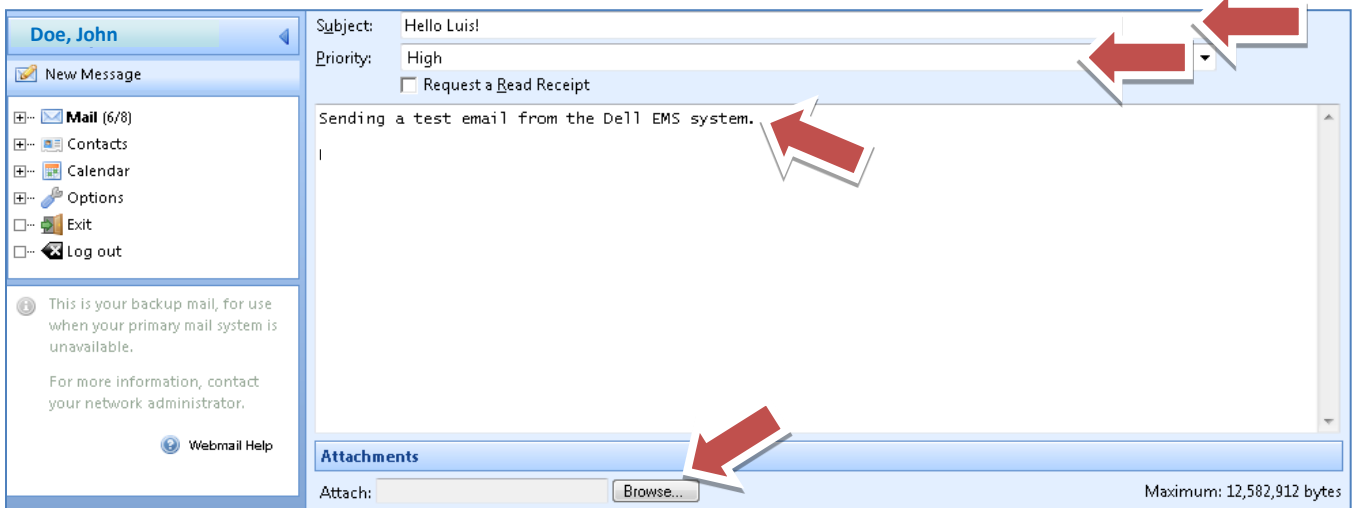 Doe, John
New Message
Mail (6/8)
Contacts
Calendar
Options
Exit
Log out
This is your backup mail, for use
when your primary mail system is
unavailable.
For more information, contact
your network administrator.
Webmail Help
Subject: Hello Luis!
Priority: High
Request a Read Receipt
Sending a test email from the Dell EMS system.
Attachments
Attach: Browse... Maximum: 12,582,912 bytes